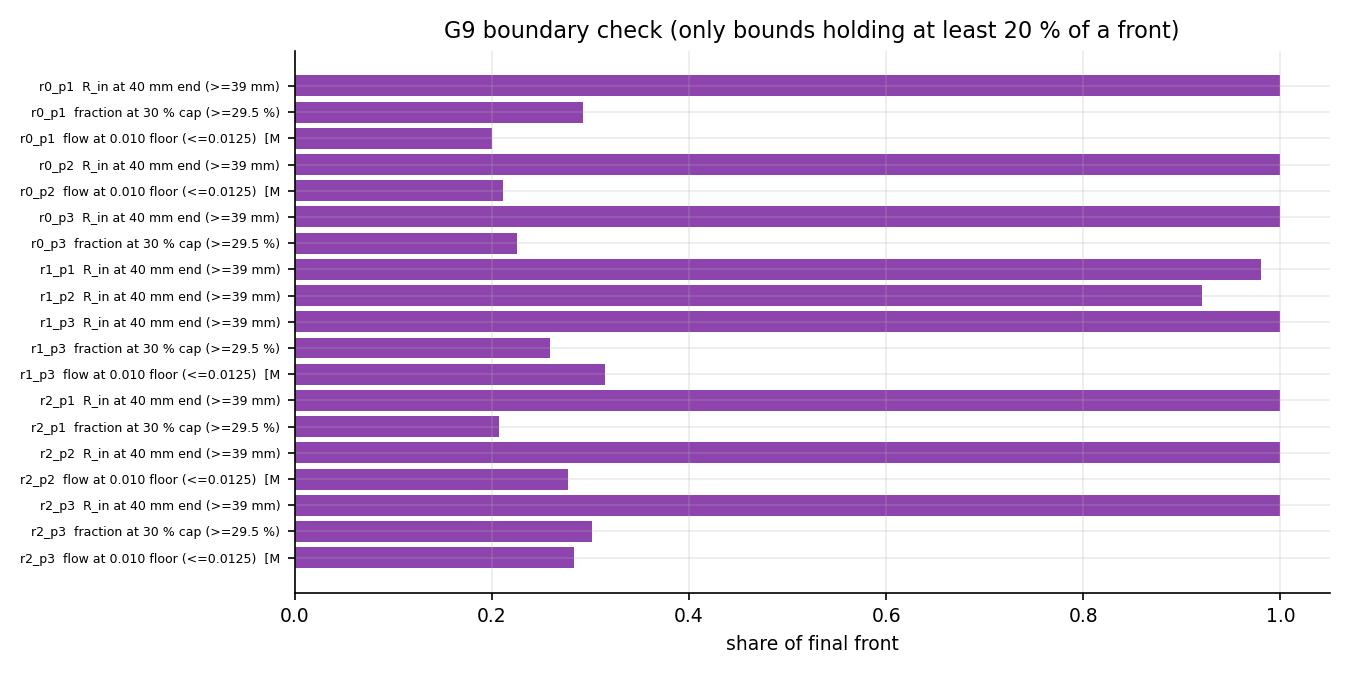 G9 boundary check (only bounds holding at least 20 % of a front)
r0_p1  R_in at 40 mm end (>=39 mm)
r0_p1  fraction at 30 % cap (>=29.5 %)
r0_p1  flow at 0.010 floor (<=0.0125)  [M
r0_p2  R_in at 40 mm end (>=39 mm)
r0_p2  flow at 0.010 floor (<=0.0125)  [M
r0_p3  R_in at 40 mm end (>=39 mm)
r0_p3  fraction at 30 % cap (>=29.5 %)
r1_p1  R_in at 40 mm end (>=39 mm)
r1_p2  R_in at 40 mm end (>=39 mm)
r1_p3  R_in at 40 mm end (>=39 mm)
r1_p3  fraction at 30 % cap (>=29.5 %)
r1_p3  flow at 0.010 floor (<=0.0125)  [M
r2_p1  R_in at 40 mm end (>=39 mm)
r2_p1  fraction at 30 % cap (>=29.5 %)
r2_p2  R_in at 40 mm end (>=39 mm)
r2_p2  flow at 0.010 floor (<=0.0125)  [M
r2_p3  R_in at 40 mm end (>=39 mm)
r2_p3  fraction at 30 % cap (>=29.5 %)
r2_p3  flow at 0.010 floor (<=0.0125)  [M
0.0 0.2 0.4 0.6 0.8 1.0
share of final front